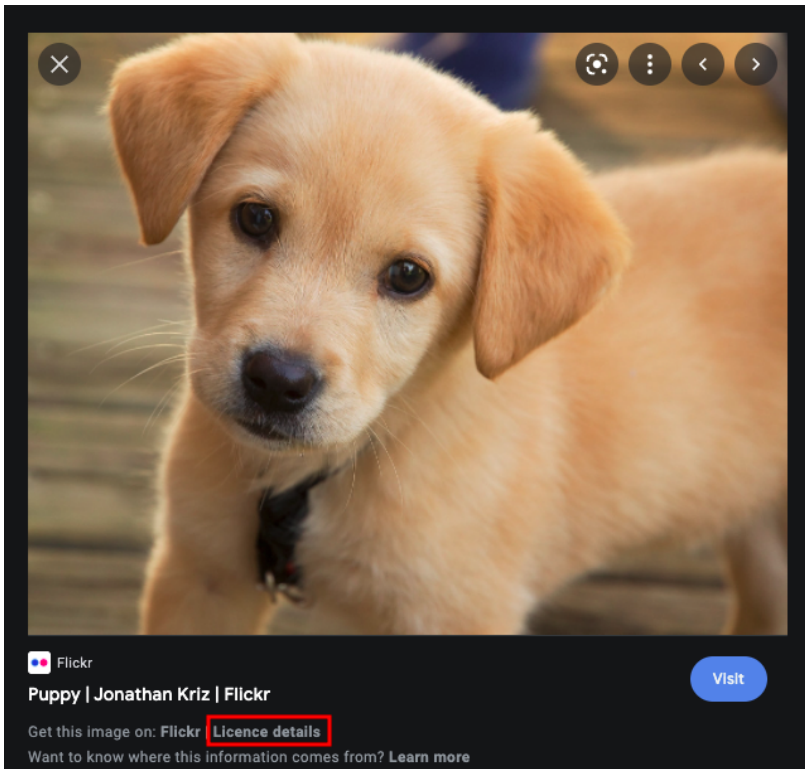 Flickr
Visit
Puppy | Jonathan Kriz | Flickr
Get this image on: Flickr | Licence details
Want to know where this information comes from? Learn more